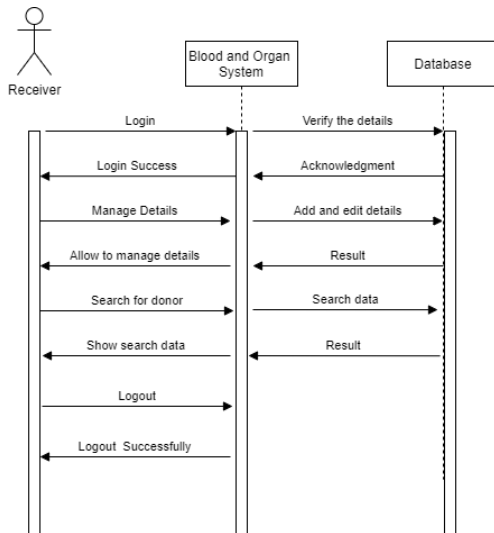 Blood and Organ
System
Database
Receiver
Login
Verify the details
Login Success
Acknowledgment
Manage Details
Add and edit details
Allow to manage details
Result
Search for donor
Search data
Show search data
Result
Logout
Logout Successfully